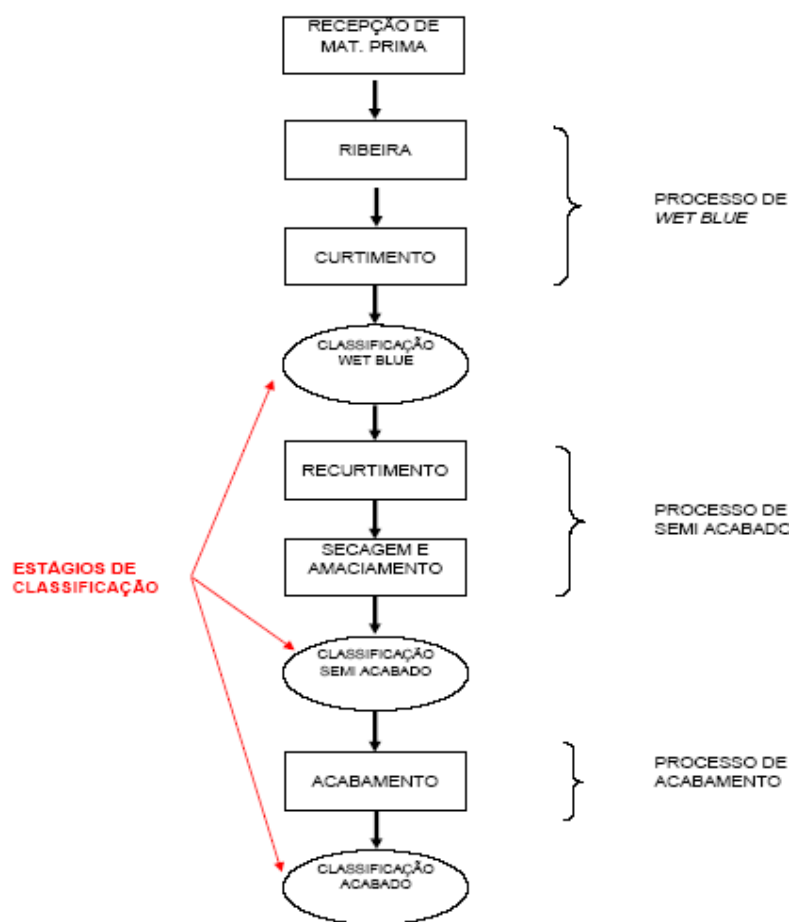 RECEPÇÃO DE
MAT. PRIMA
RIBEIRA
PROCESSO DE
WET BLUE
CURTIMENTO
CLASSIFICAÇÃO
WET BLUE
RECURTIMENTO
PROCESSO DE
SEMI ACABADO
SECAGEM E
AMACIAMENTO
ESTÁGIOS DE
CLASSIFICAÇÃO
CLASSIFICAÇÃO
SEMI ACABADO
ACABAMENTO
PROCESSO DE
ACABAMENTO
CLASSIFICAÇÃO
ACABADO